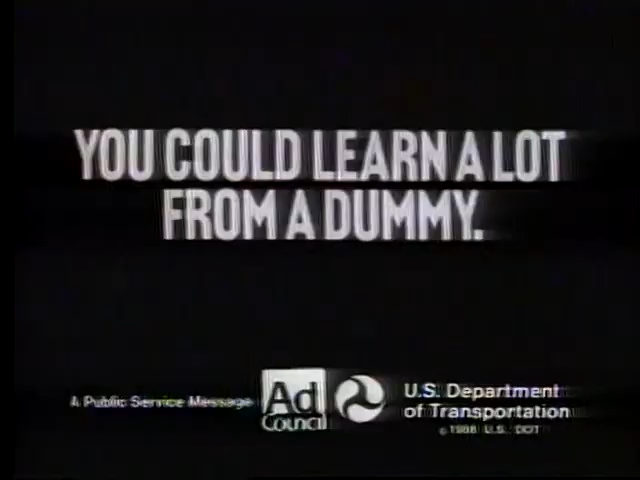 YOU COULD LEARN A LOT
FROM A DUMMY.
A Public Service Message
Ad
Council
U.S. Department
of Transportation
© 1988 U.S. DOT